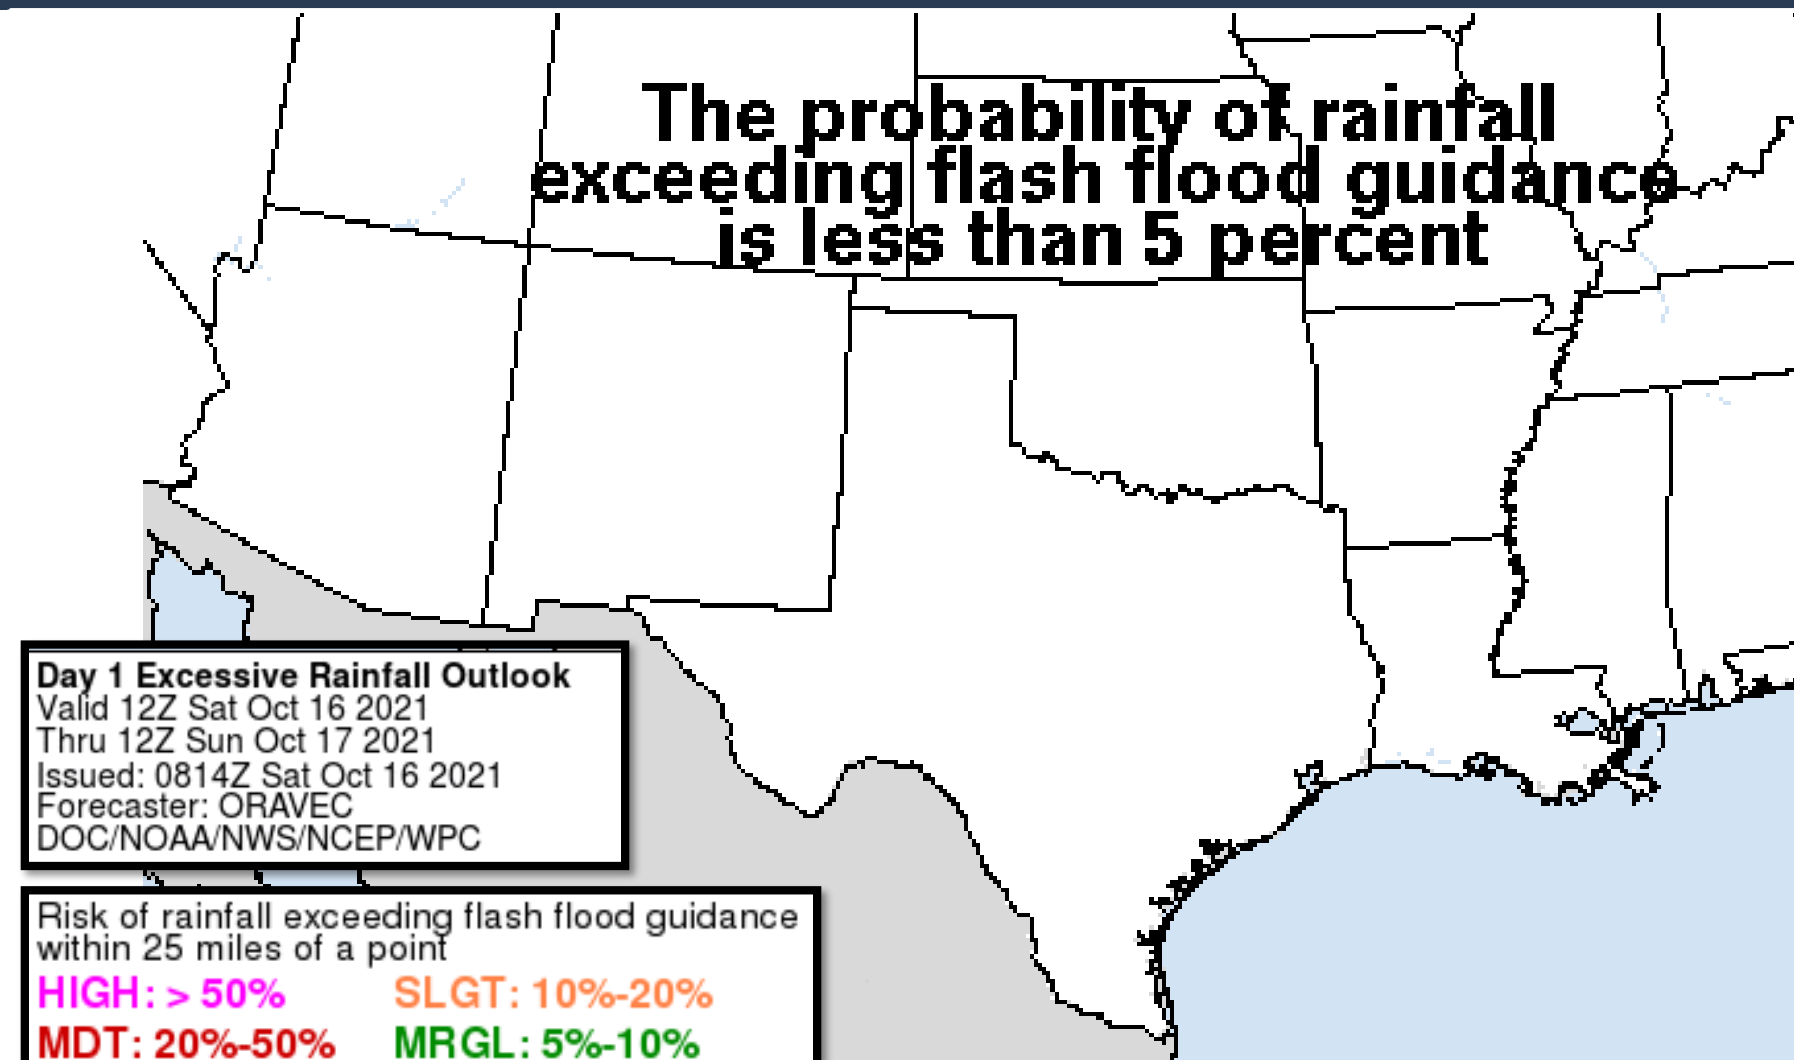 The probability of rainfall
exceeding flash flood guidance
is less than 5 percent
Day 1 Excessive Rainfall Outlook
Valid 12Z Sat Oct 16 2021
Thru 12Z Sun Oct 17 2021
Issued: 0814Z Sat Oct 16 2021
Forecaster: ORAVEC
DOC/NOAA/NWS/NCEP/WPC
Risk of rainfall exceeding flash flood guidance
within 25 miles of a point
HIGH: > 50% SLGT: 10%-20%
MDT: 20%-50% MRGL: 5%-10%